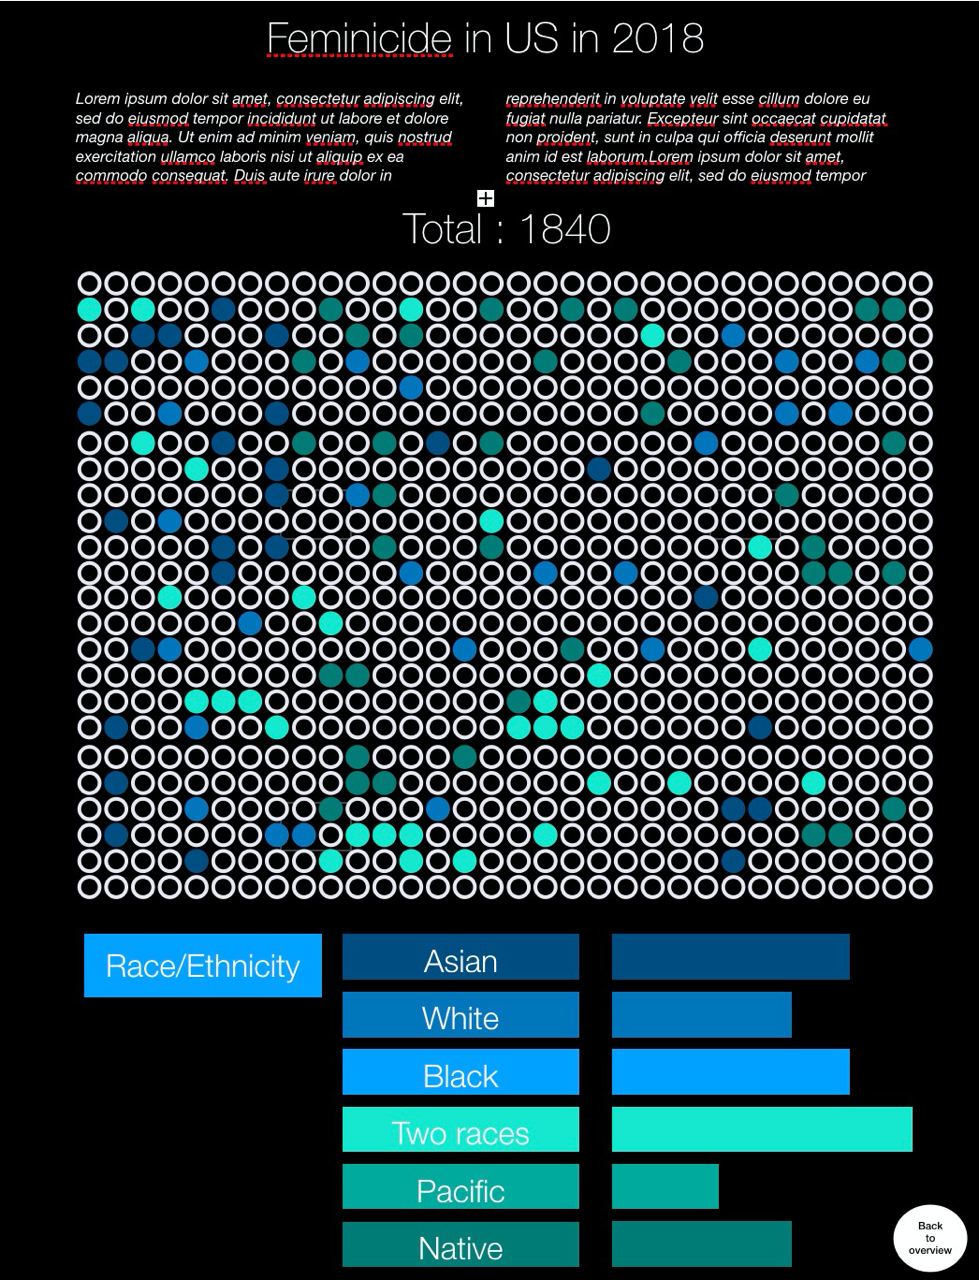 Feminicide in US in 2018
Lorem ipsum dolor sit amet, consectetur adipiscing elit,
sed do eiusmod tempor incididunt ut labore et dolore
magna aliqua. Ut enim ad minim veniam, quis nostrud
exercitation ullamco laboris nisi ut aliquip ex ea
commodo consequat. Duis aute irure dolor in
reprehenderit in voluptate velit esse cillum dolore eu
fugiat nulla pariatur. Excepteur sint occaecat cupidatat
non proident, sunt in culpa qui officia deserunt mollit
anim id est laborum.Lorem ipsum dolor sit amet,
consectetur adipiscing elit, sed do eiusmod tempor
Total : 1840
Race/Ethnicity
Asian
White
Black
Two races
Pacific
Native
Back
to
overview